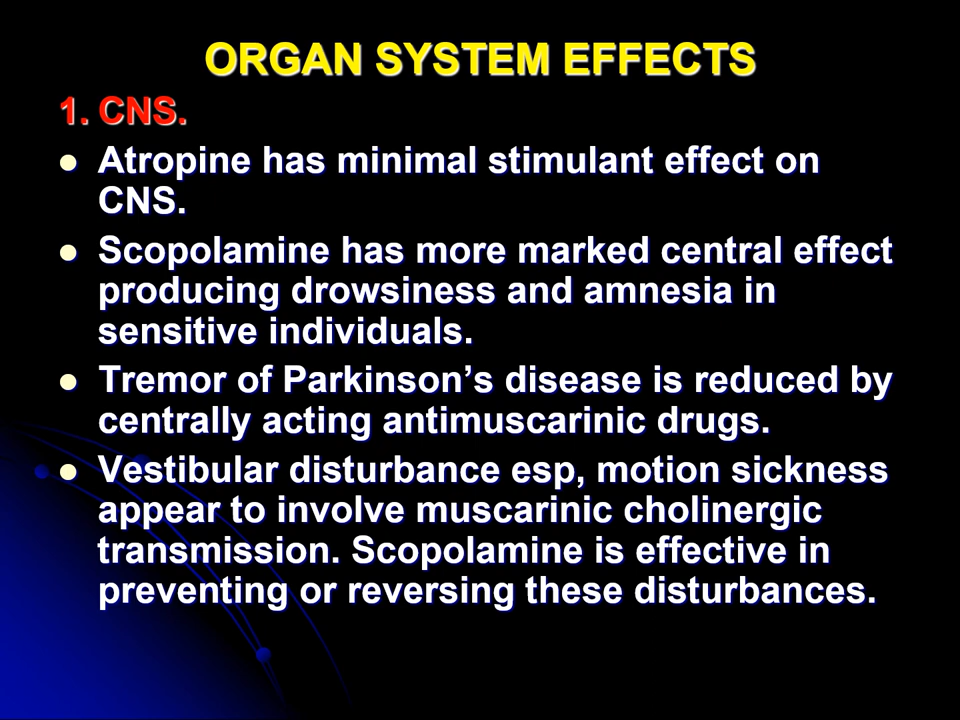 ORGAN SYSTEM EFFECTS
1. CNS.
● Atropine has minimal stimulant effect on
CNS.
● Scopolamine has more marked central effect
producing drowsiness and amnesia in
sensitive individuals.
● Tremor of Parkinson’s disease is reduced by
centrally acting antimuscarinic drugs.
● Vestibular disturbance esp, motion sickness
appear to involve muscarinic cholinergic
transmission. Scopolamine is effective in
preventing or reversing these disturbances.